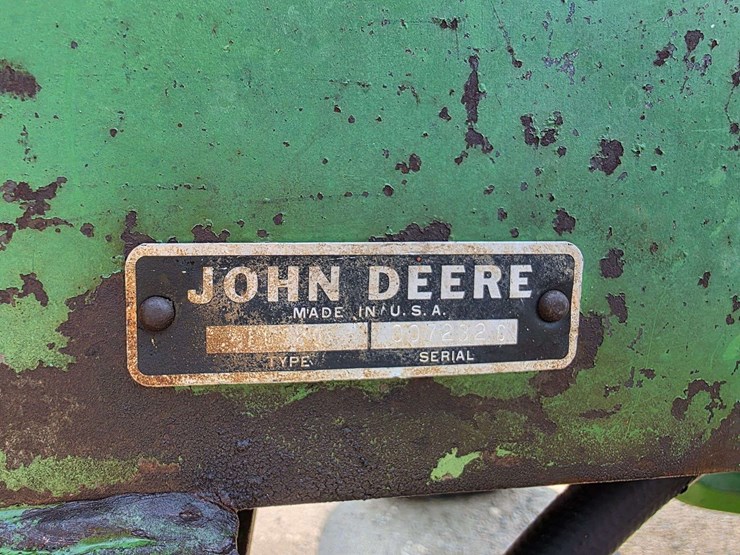 JOHN DEERE
MADE IN U.S.A.
TYPE SERIAL